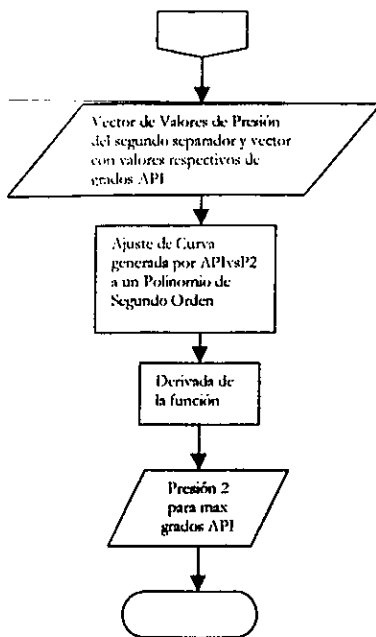 Vector de Valores de Presión
del segundo separador y vector
con valores respectivos de
grados API
Ajuste de Curva
generada por APIvsP2
a un Polinomio de
Segundo Orden
Derivada de
la función
Presión 2
para max
grados API